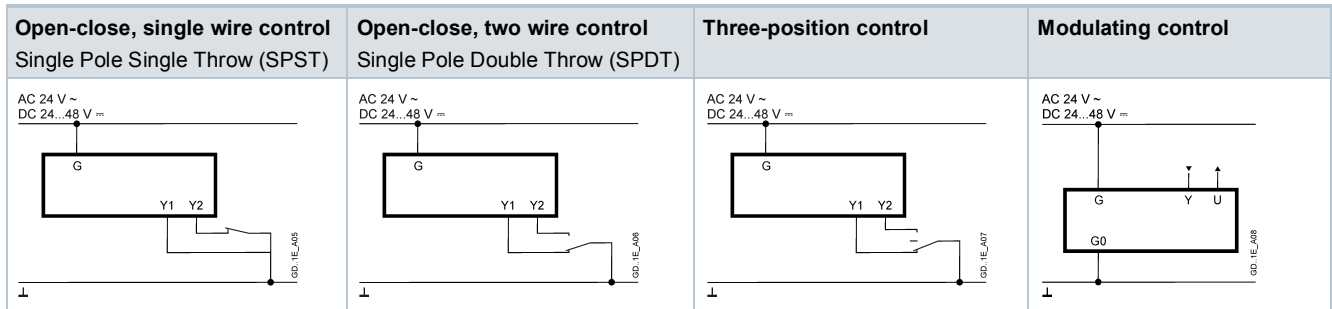 Open-close, single wire control
Single Pole Single Throw (SPST)
Open-close, two wire control
Single Pole Double Throw (SPDT)
Three-position control
Modulating control
AC 24 V ~
DC 24...48 V ⎓
G
Y1 Y2
GD..1E_A05
⊥
AC 24 V ~
DC 24...48 V ⎓
G
Y1 Y2
GD..1E_A06
⊥
AC 24 V ~
DC 24...48 V ⎓
G
Y1 Y2
GD..1E_A07
⊥
AC 24 V ~
DC 24...48 V ⎓
G Y U
G0
GD..1E_A08
⊥